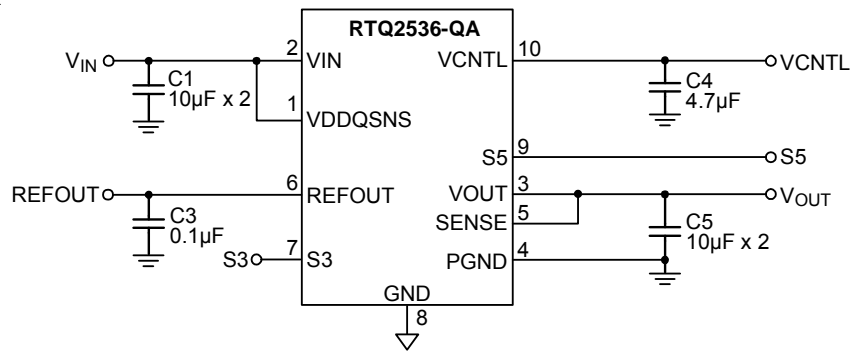 RTQ2536-QA
V_IN
2
VIN
C1
10µF x 2
1
VDDQSNS
REFOUT
6
REFOUT
C3
0.1µF
S3
7
S3
GND
8
VCNTL
10
VCNTL
C4
4.7µF
S5
9
S5
VOUT
3
V_OUT
SENSE
5
C5
10µF x 2
PGND
4